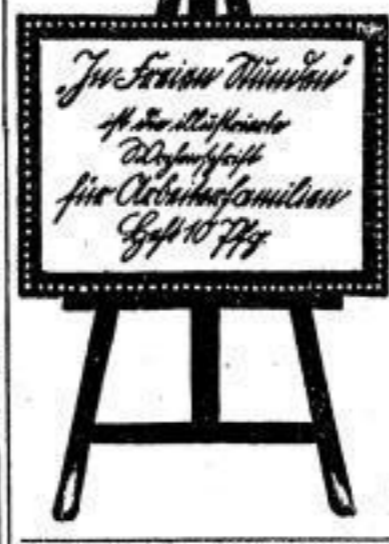 „In Freien Stunden“
ist die illustrierte
Wochenschrift
für Arbeiterfamilien
Heft 10 Pfg.